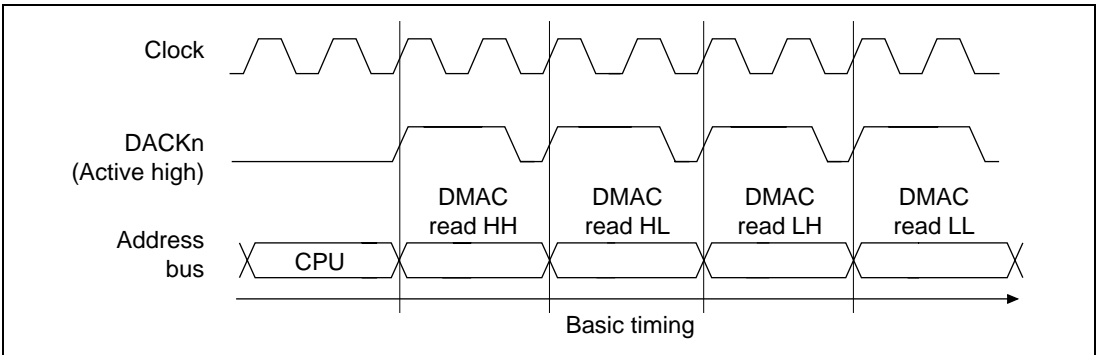 Clock
DACKn
(Active high)
DMAC
read HH
DMAC
read HL
DMAC
read LH
DMAC
read LL
Address
bus
CPU
Basic timing